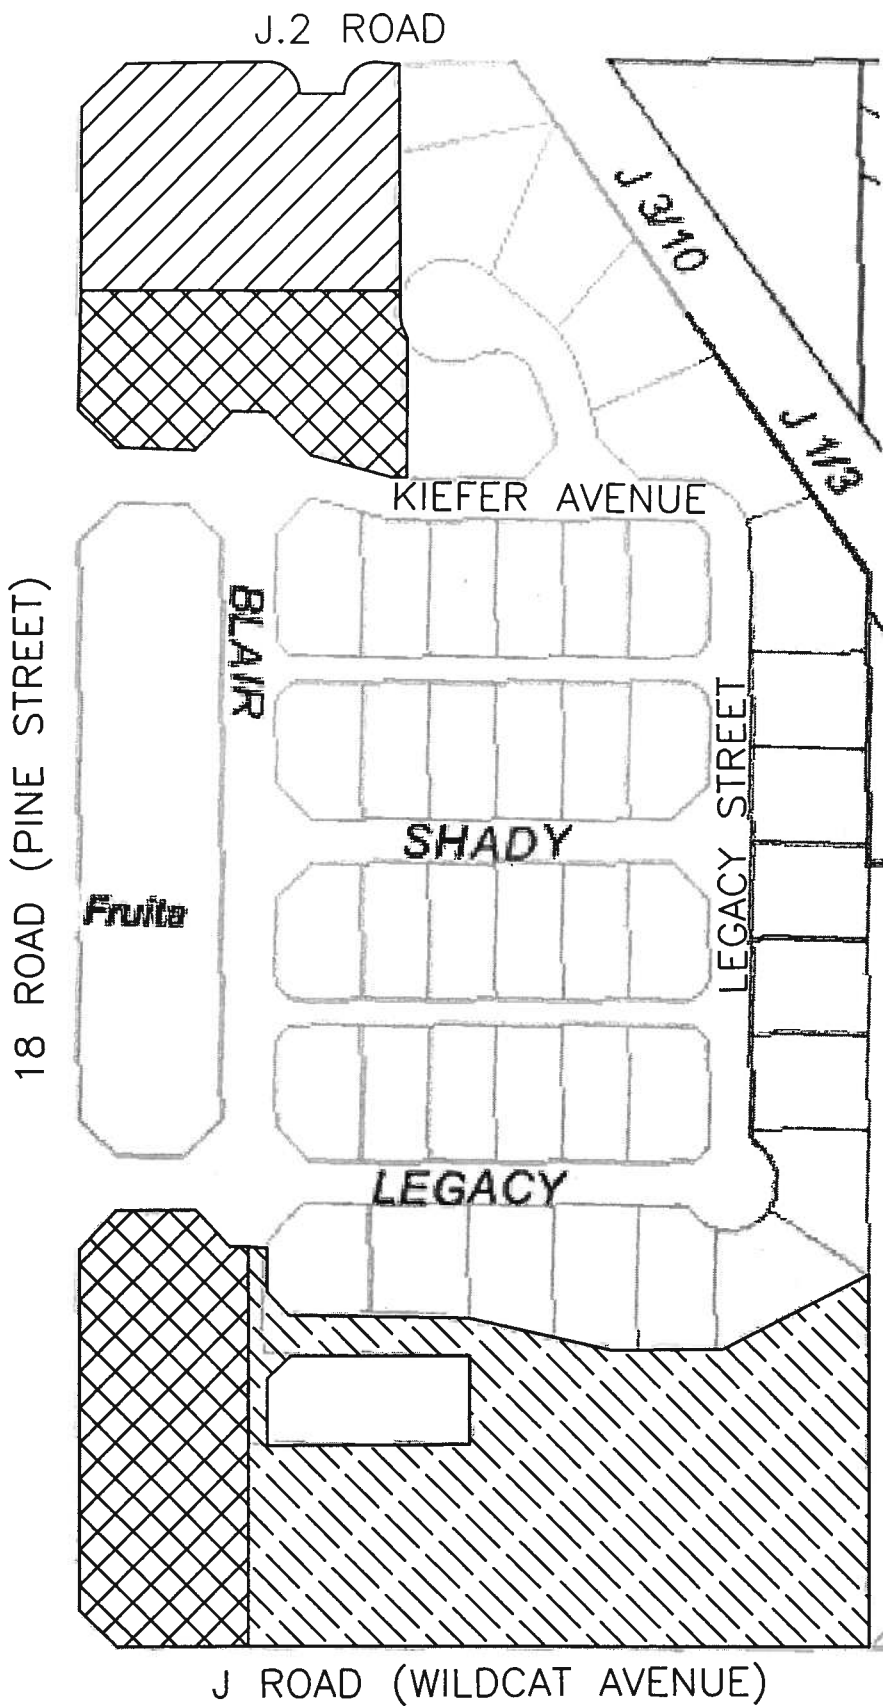 J.2 ROAD
J 3/10
J 1/3
KIEFER AVENUE
BLAIR
18 ROAD (PINE STREET)
LEGACY STREET
SHADY
Fruita
LEGACY
J ROAD (WILDCAT AVENUE)